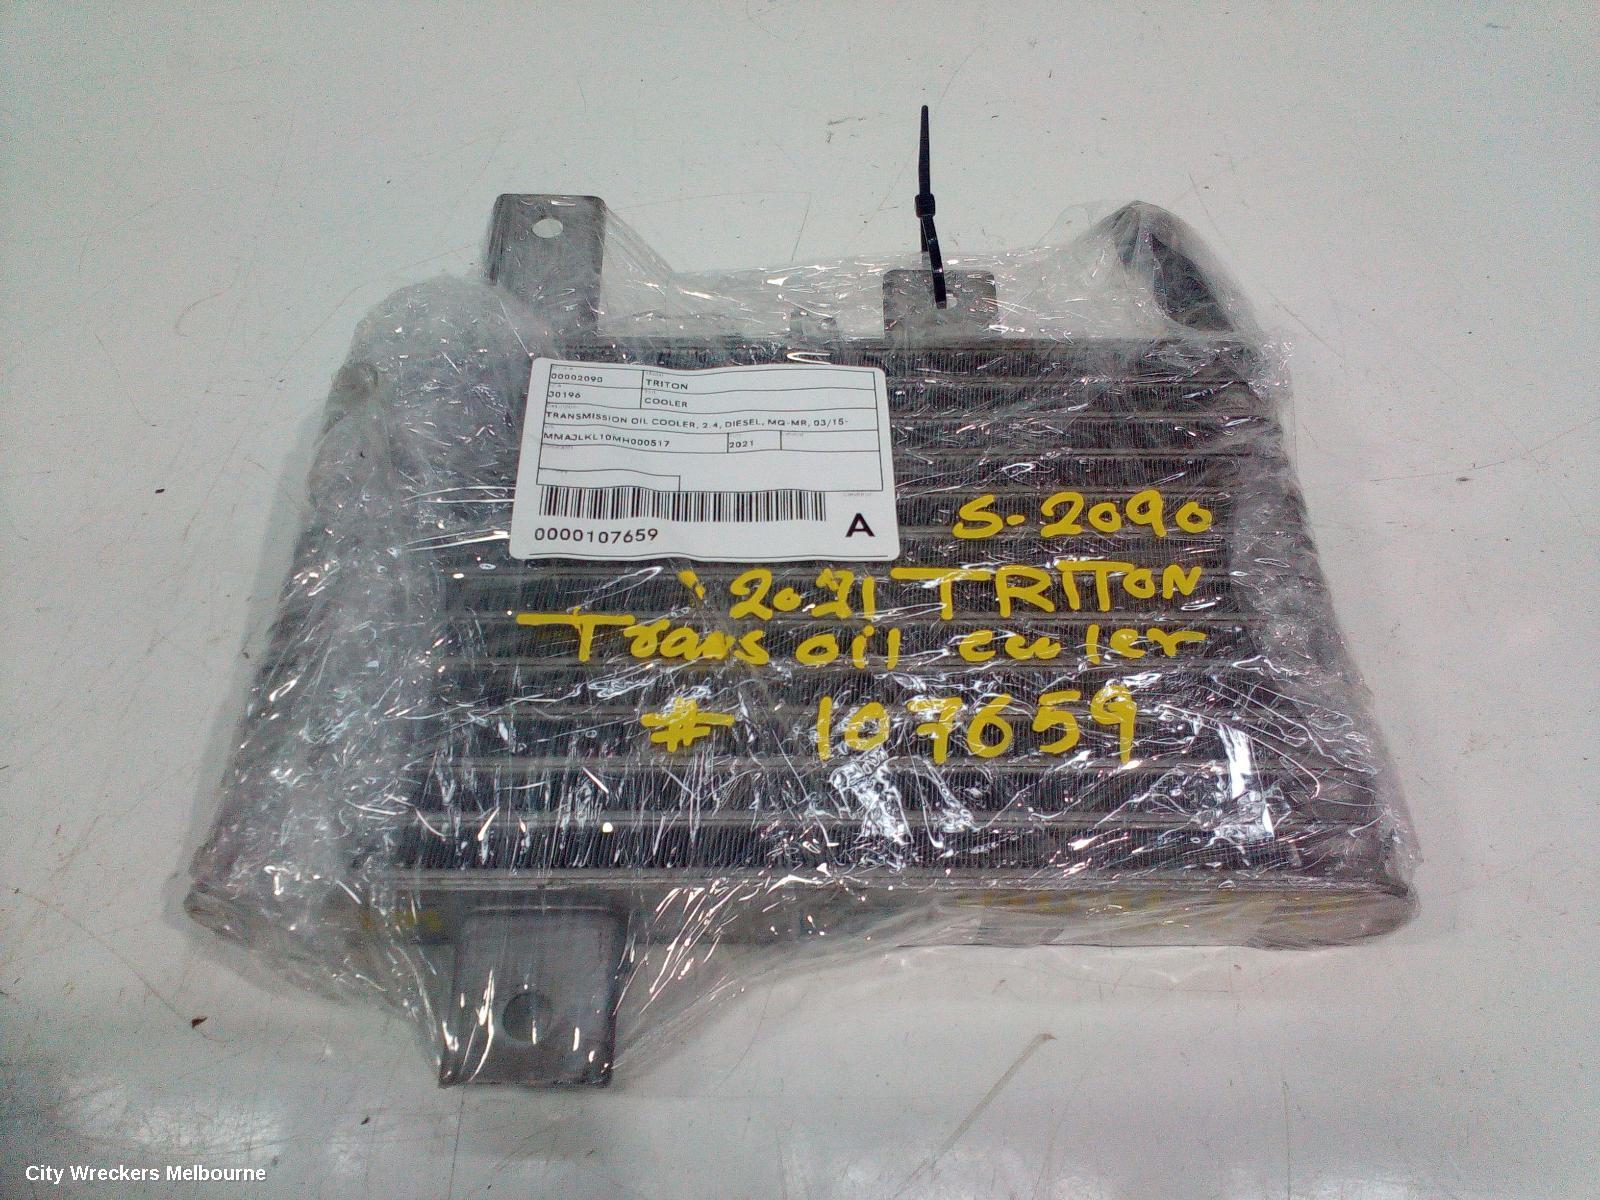 00002090 TRITON
30196 COOLER
TRANSMISSION OIL COOLER, 2.4, DIESEL, MQ-MR, 03/15-
MMAJLKL10MH000517 2021
0000107659 A
S-2090
2021 TRITON
Trans oil cooler
# 107659
City Wreckers Melbourne